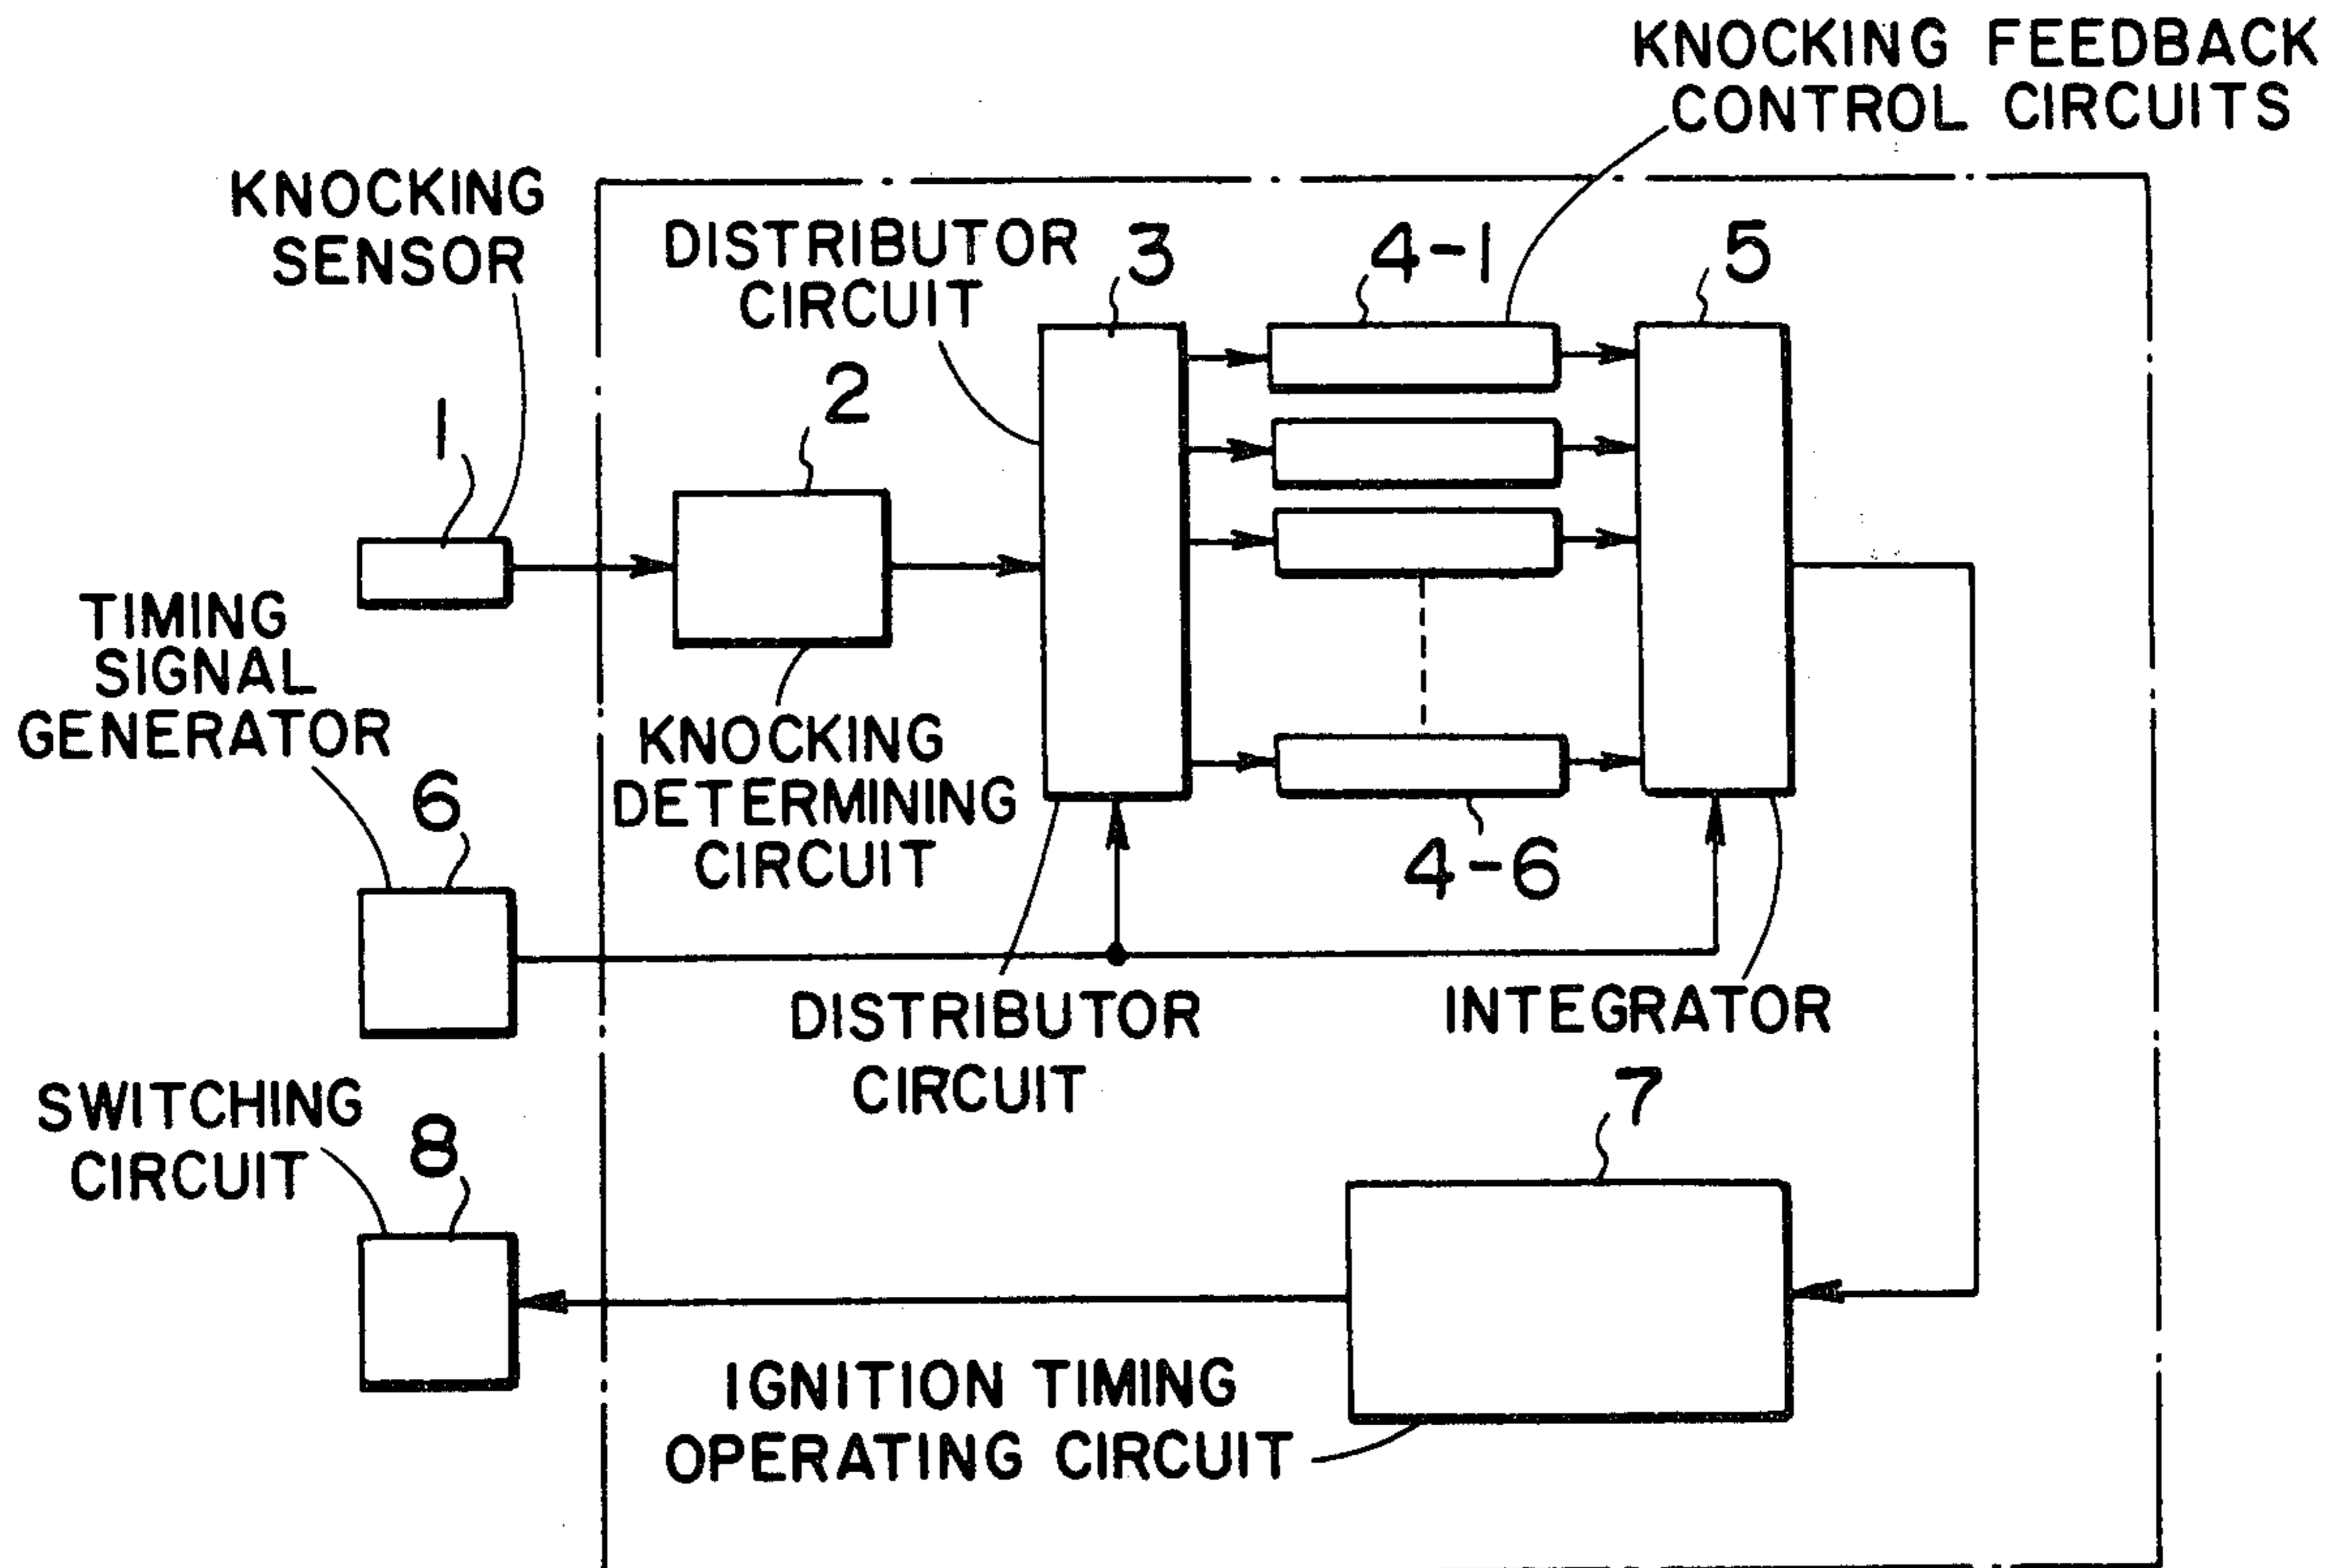 KNOCKING FEEDBACK
CONTROL CIRCUITS
KNOCKING
SENSOR
DISTRIBUTOR
CIRCUIT
3
4-1
5
2
1
TIMING
SIGNAL
GENERATOR
KNOCKING
DETERMINING
CIRCUIT
6
4-6
DISTRIBUTOR
CIRCUIT
INTEGRATOR
SWITCHING
CIRCUIT
8
7
IGNITION TIMING
OPERATING CIRCUIT